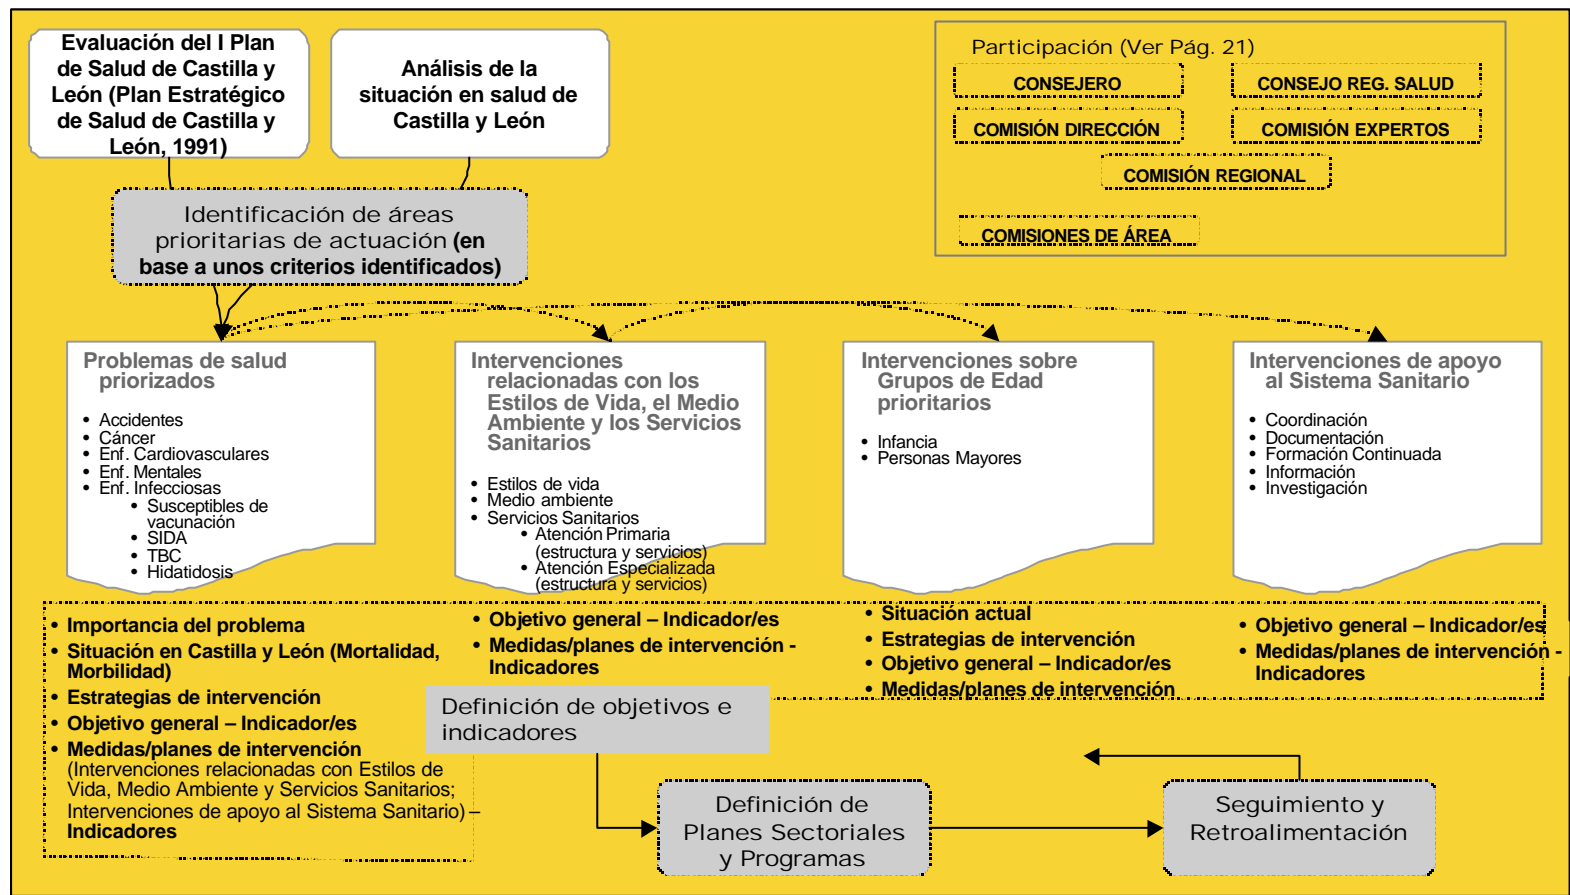 Evaluación del I Plan
de Salud de Castilla y
León (Plan Estratégico
de Salud de Castilla y
León, 1991)
Análisis de la
situación en salud de
Castilla y León
Participación (Ver Pág. 21)
CONSEJERO
CONSEJO REG. SALUD
COMISIÓN DIRECCIÓN
COMISIÓN EXPERTOS
COMISIÓN REGIONAL
COMISIONES DE ÁREA
Identificación de áreas
prioritarias de actuación (en
base a unos criterios identificados)
Problemas de salud
priorizados
• Accidentes
• Cáncer
• Enf. Cardiovasculares
• Enf. Mentales
• Enf. Infecciosas
• Susceptibles de
vacunación
• SIDA
• TBC
• Hidatidosis
Intervenciones
relacionadas con los
Estilos de Vida, el Medio
Ambiente y los Servicios
Sanitarios
• Estilos de vida
• Medio ambiente
• Servicios Sanitarios
• Atención Primaria
(estructura y servicios)
• Atención Especializada
(estructura y servicios)
Intervenciones sobre
Grupos de Edad
prioritarios
• Infancia
• Personas Mayores
Intervenciones de apoyo
al Sistema Sanitario
• Coordinación
• Documentación
• Formación Continuada
• Información
• Investigación
• Importancia del problema
• Situación en Castilla y León (Mortalidad,
Morbilidad)
• Estrategias de intervención
• Objetivo general – Indicador/es
• Medidas/planes de intervención
(Intervenciones relacionadas con Estilos de
Vida, Medio Ambiente y Servicios Sanitarios;
Intervenciones de apoyo al Sistema Sanitario) –
Indicadores
• Objetivo general – Indicador/es
• Medidas/planes de intervención -
Indicadores
• Situación actual
• Estrategias de intervención
• Objetivo general – Indicador/es
• Medidas/planes de intervención
• Objetivo general – Indicador/es
• Medidas/planes de intervención -
Indicadores
Definición de objetivos e
indicadores
Definición de
Planes Sectoriales
y Programas
Seguimiento y
Retroalimentación